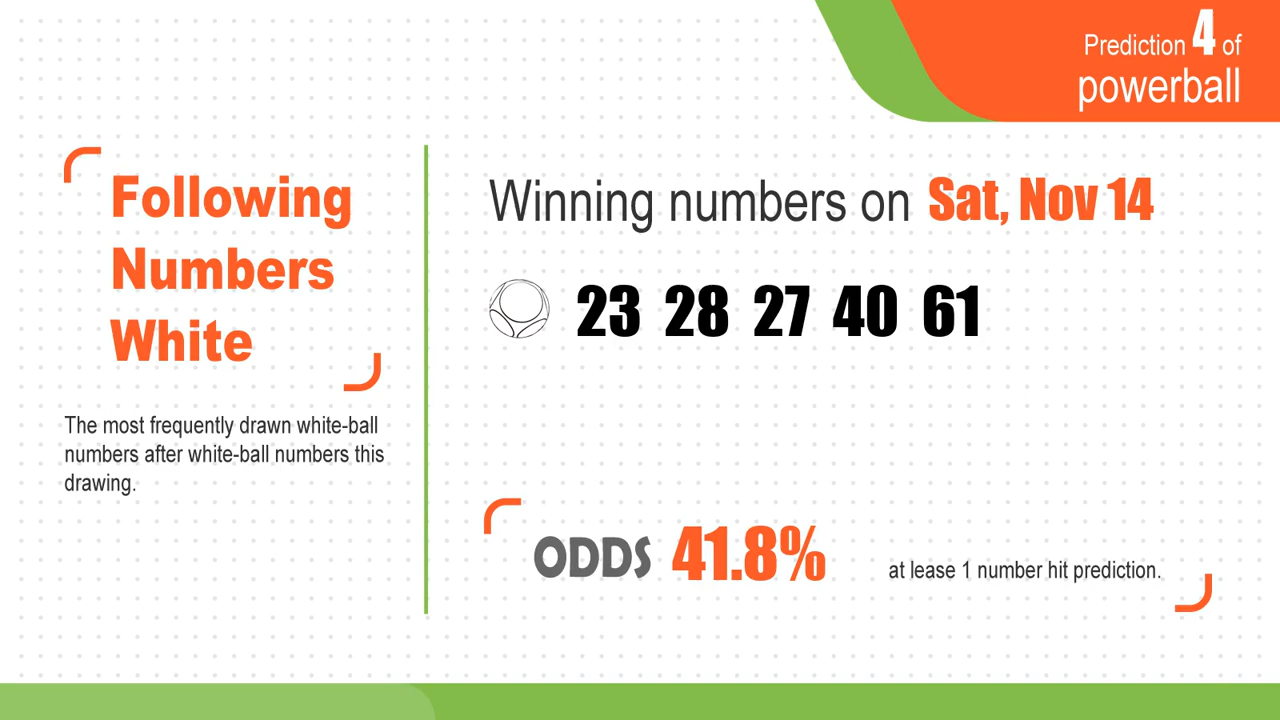 Prediction 4 of
powerball
Following
Numbers
White
The most frequently drawn white-ball
numbers after white-ball numbers this
drawing.
Winning numbers on Sat, Nov 14
23 28 27 40 61
ODDS 41.8% at lease 1 number hit prediction.